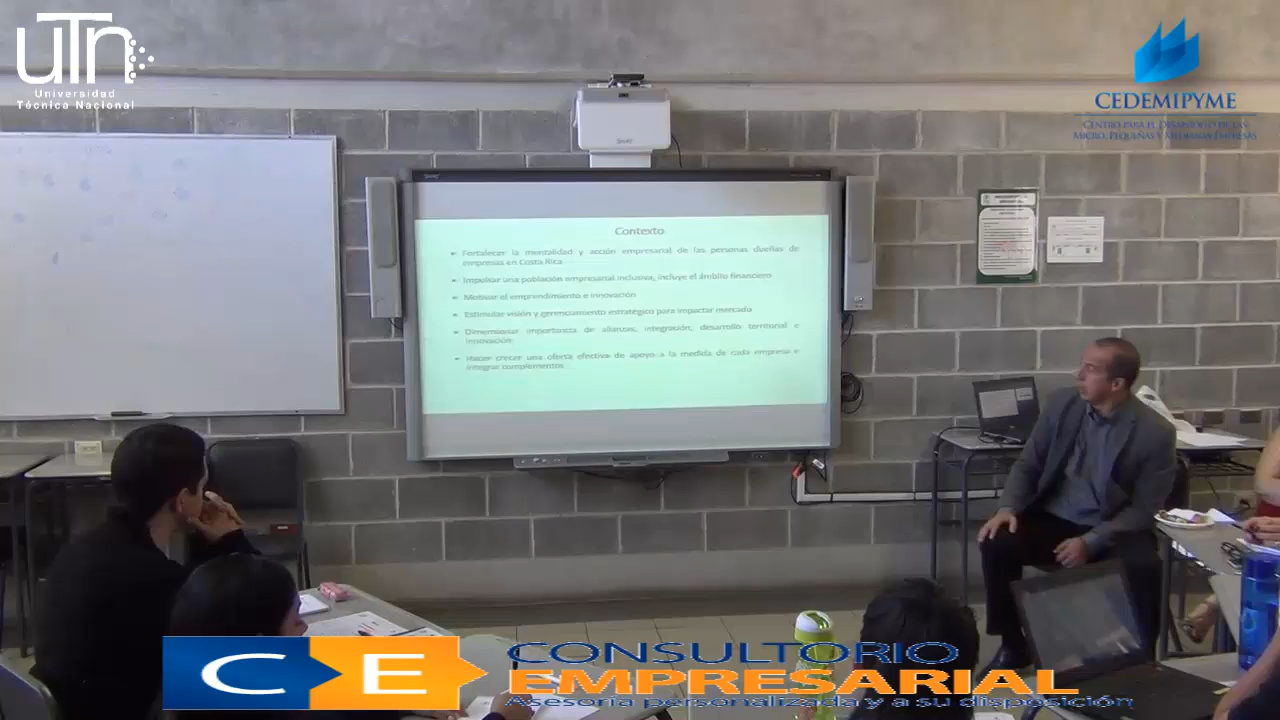 uTn
Universidad
Técnica Nacional
CEDEMIPYME
CENTRO PARA EL DESARROLLO DE LAS
MICRO, PEQUEÑAS Y MEDIANAS EMPRESAS
Contexto
Fortalecer la mentalidad y acción empresarial de las personas dueñas de
empresas en Costa Rica
Impulsar una población empresarial inclusiva, incluye el ámbito financiero
Motivar el emprendimiento e innovación
Estimular visión y gerenciamiento estratégico para impactar mercado
Dimensionar importancia de alianzas, integración, desarrollo territorial e
innovación
Hacer crecer una oferta efectiva de apoyo a la medida de cada empresa e
integrar complementos
C E
CONSULTORIO
EMPRESARIAL
Asesoría personalizada y a su disposición